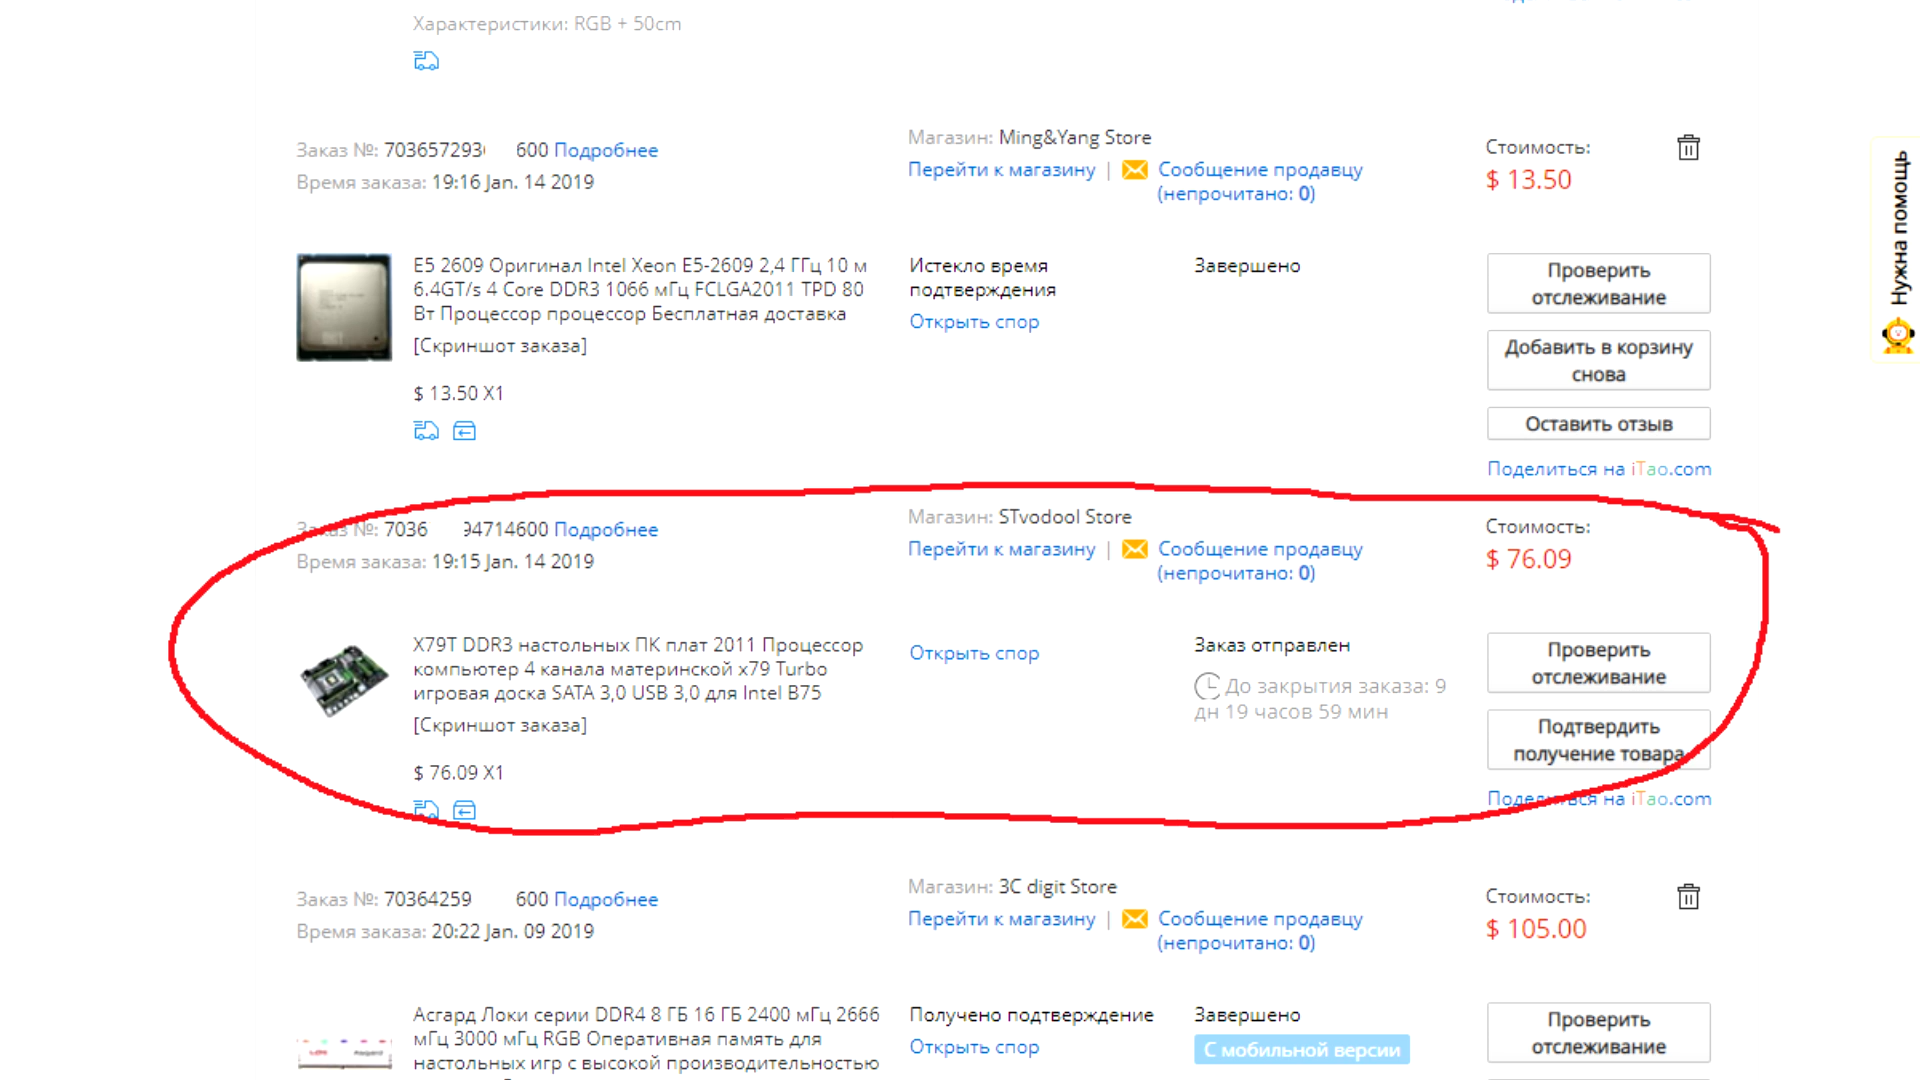 Характеристики: RGB + 50cm
Заказ №: 703657293 600 Подробнее
Время заказа: 19:16 Jan. 14 2019
Магазин: Ming&Yang Store
Перейти к магазину | Сообщение продавцу
(непрочитано: 0)
Стоимость:
$ 13.50
E5 2609 Оригинал Intel Xeon E5-2609 2,4 ГГц 10 м
6.4GT/s 4 Core DDR3 1066 мГц FCLGA2011 TPD 80
Вт Процессор процессор Бесплатная доставка
[Скриншот заказа]
$ 13.50 X1
Истекло время
подтверждения
Открыть спор
Завершено
Проверить
отслеживание
Добавить в корзину
снова
Оставить отзыв
Поделиться на iTao.com
Заказ №: 7036 94714600 Подробнее
Время заказа: 19:15 Jan. 14 2019
Магазин: STvodool Store
Перейти к магазину | Сообщение продавцу
(непрочитано: 0)
Стоимость:
$ 76.09
X79T DDR3 настольных ПК плат 2011 Процессор
компьютер 4 канала материнской x79 Turbo
игровая доска SATA 3,0 USB 3,0 для Intel B75
[Скриншот заказа]
$ 76.09 X1
Открыть спор
Заказ отправлен
До закрытия заказа: 9
дн 19 часов 59 мин
Проверить
отслеживание
Подтвердить
получение товара
Поделиться на iTao.com
Заказ №: 70364259 600 Подробнее
Время заказа: 20:22 Jan. 09 2019
Магазин: 3C digit Store
Перейти к магазину | Сообщение продавцу
(непрочитано: 0)
Стоимость:
$ 105.00
Асгард Локи серии DDR4 8 ГБ 16 ГБ 2400 мГц 2666
мГц 3000 мГц RGB Оперативная память для
настольных игр с высокой производительностью
Получено подтверждение
Открыть спор
Завершено
С мобильной версии
Проверить
отслеживание
Нужна помощь